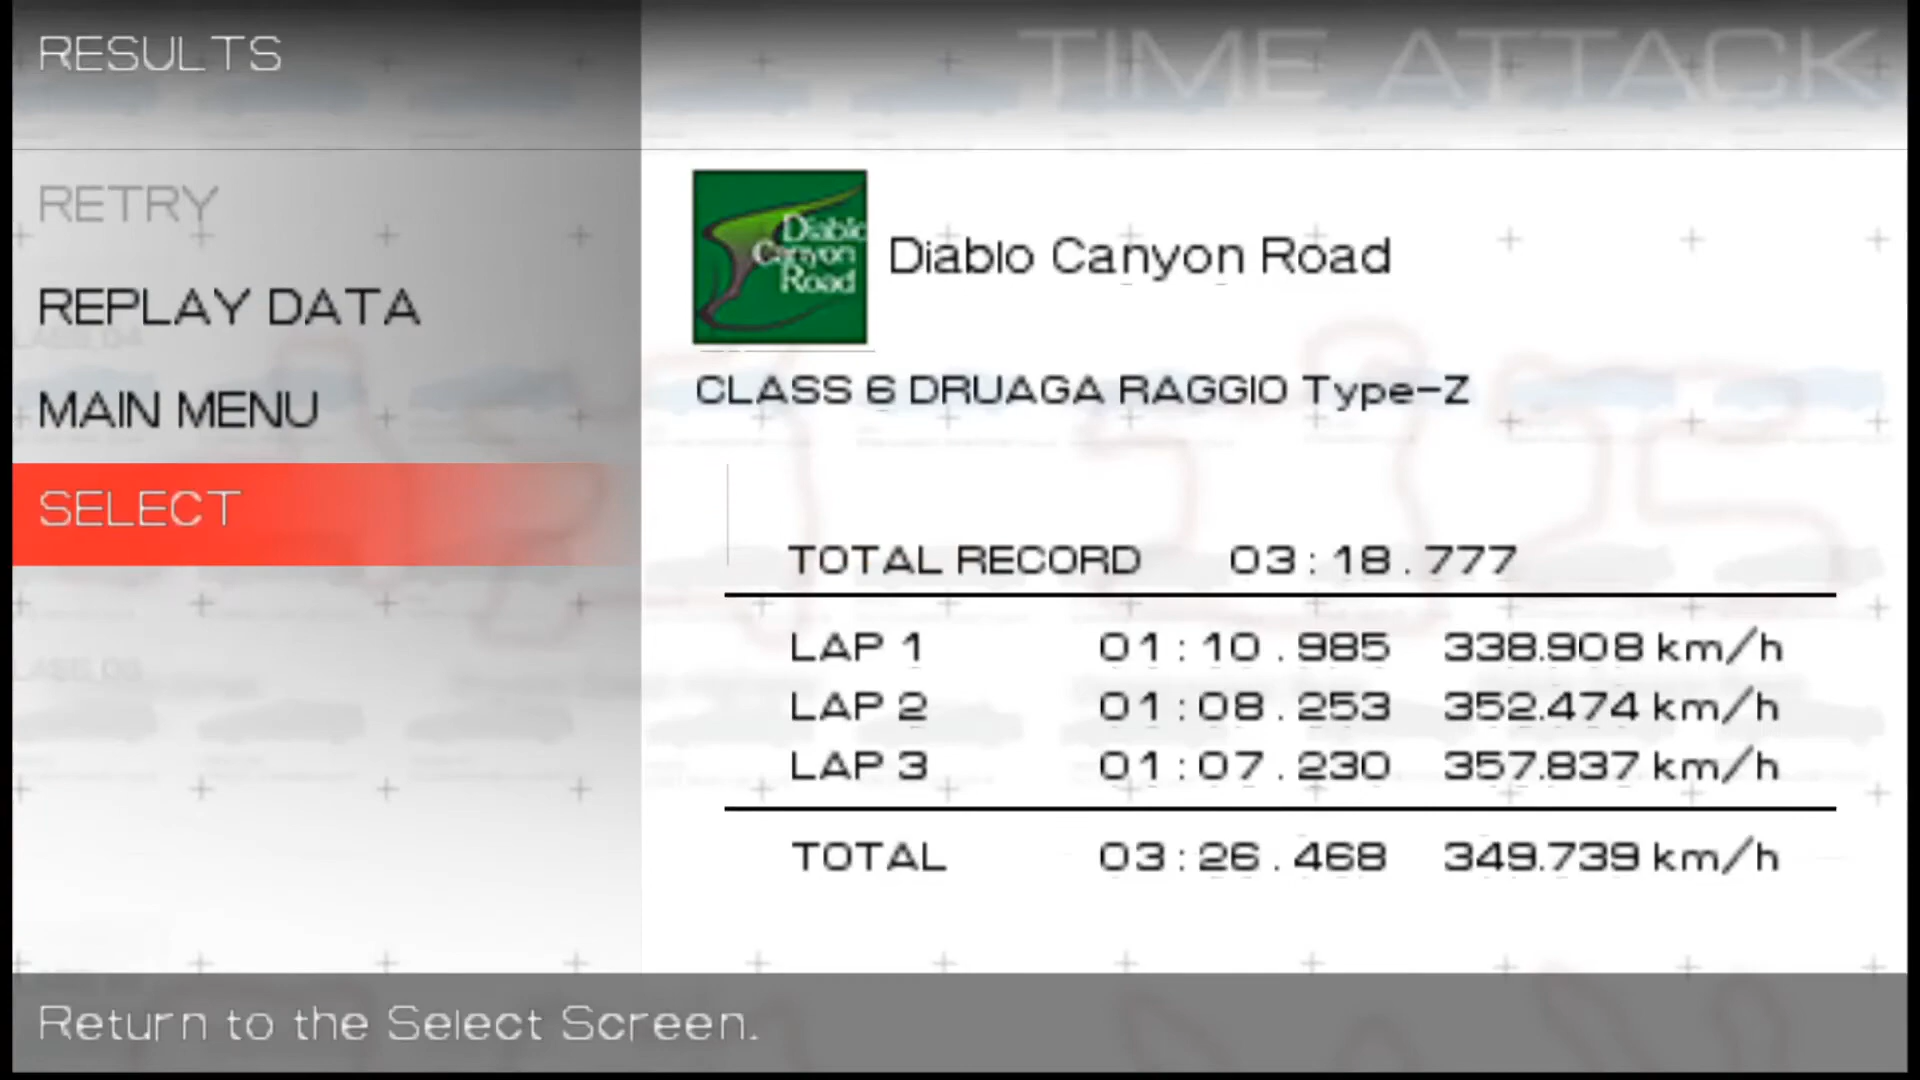 RESULTS
TIME ATTACK
RETRY
REPLAY DATA
MAIN MENU
SELECT
Diablo
Canyon
Road
Diablo Canyon Road
CLASS 6 DRUAGA RAGGIO Type-Z
TOTAL RECORD 03:18.777
LAP 1 01:10.985 338.908 km/h
LAP 2 01:08.253 352.474 km/h
LAP 3 01:07.230 357.837 km/h
TOTAL 03:26.468 349.739 km/h
Return to the Select Screen.